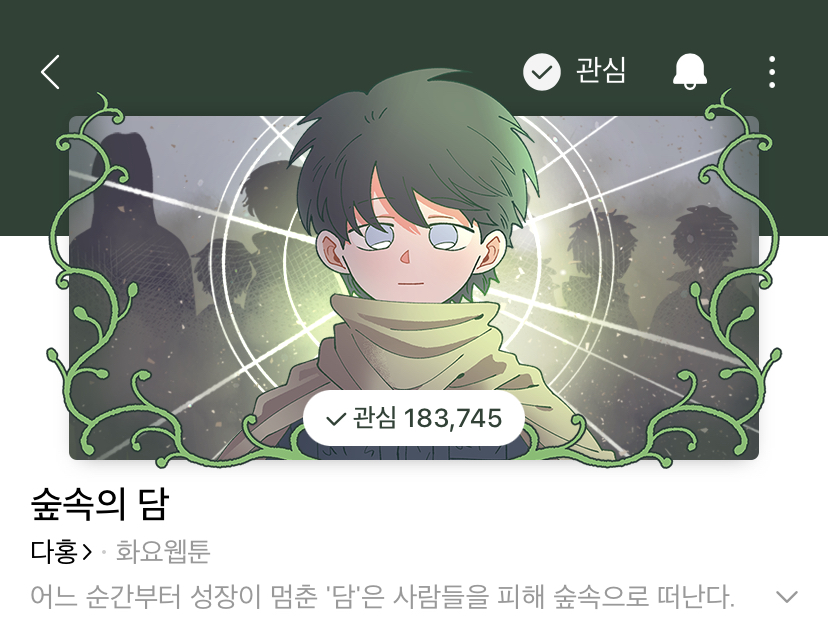 관심
관심 183,745
숲속의 담
다홍 · 화요웹툰
어느 순간부터 성장이 멈춘 '담'은 사람들을 피해 숲속으로 떠난다.